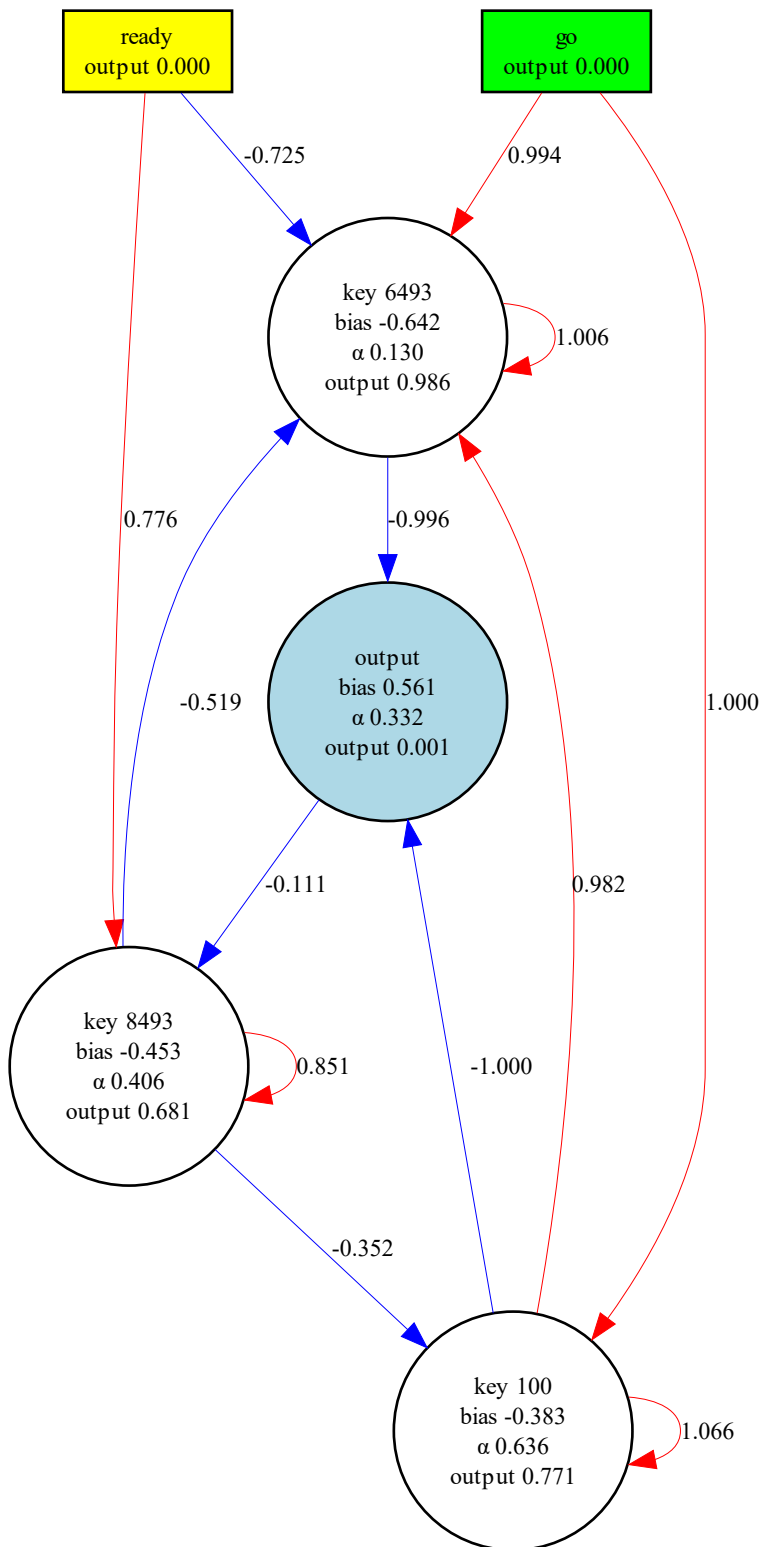 ready
output 0.000
go
output 0.000
-0.725
0.994
key 6493
bias -0.642
α 0.130
output 0.986
1.006
0.776
-0.996
output
bias 0.561
α 0.332
output 0.001
-0.519
1.000
-0.111
0.982
key 8493
bias -0.453
α 0.406
output 0.681
0.851
-1.000
-0.352
key 100
bias -0.383
α 0.636
output 0.771
1.066